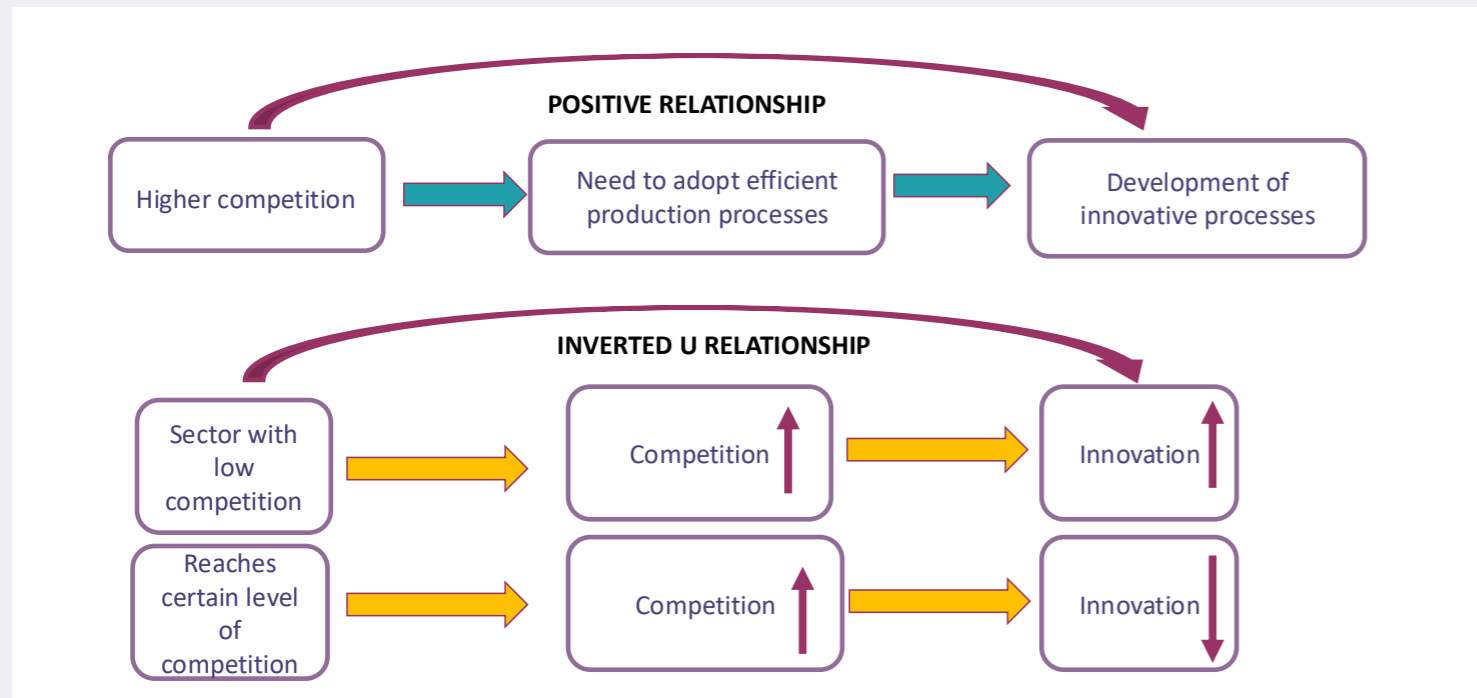 POSITIVE RELATIONSHIP
Higher competition
Need to adopt efficient
production processes
Development of
innovative processes
INVERTED U RELATIONSHIP
Sector with
low
competition
Competition
Innovation
Reaches
certain level
of
competition
Competition
Innovation